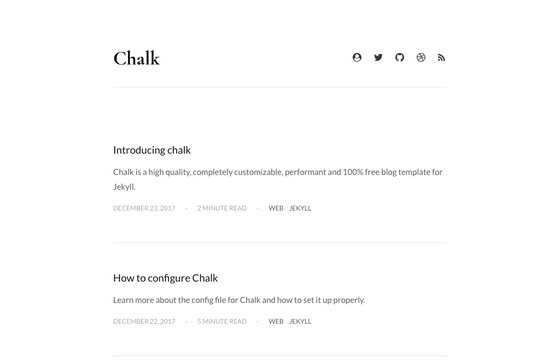 Chalk
Introducing chalk
Chalk is a high quality, completely customizable, performant and 100% free blog template for
Jekyll.
DECEMBER 23, 2017 - 2 MINUTE READ - WEB JEKYLL
How to configure Chalk
Learn more about the config file for Chalk and how to set it up properly.
DECEMBER 22, 2017 - 5 MINUTE READ - WEB JEKYLL